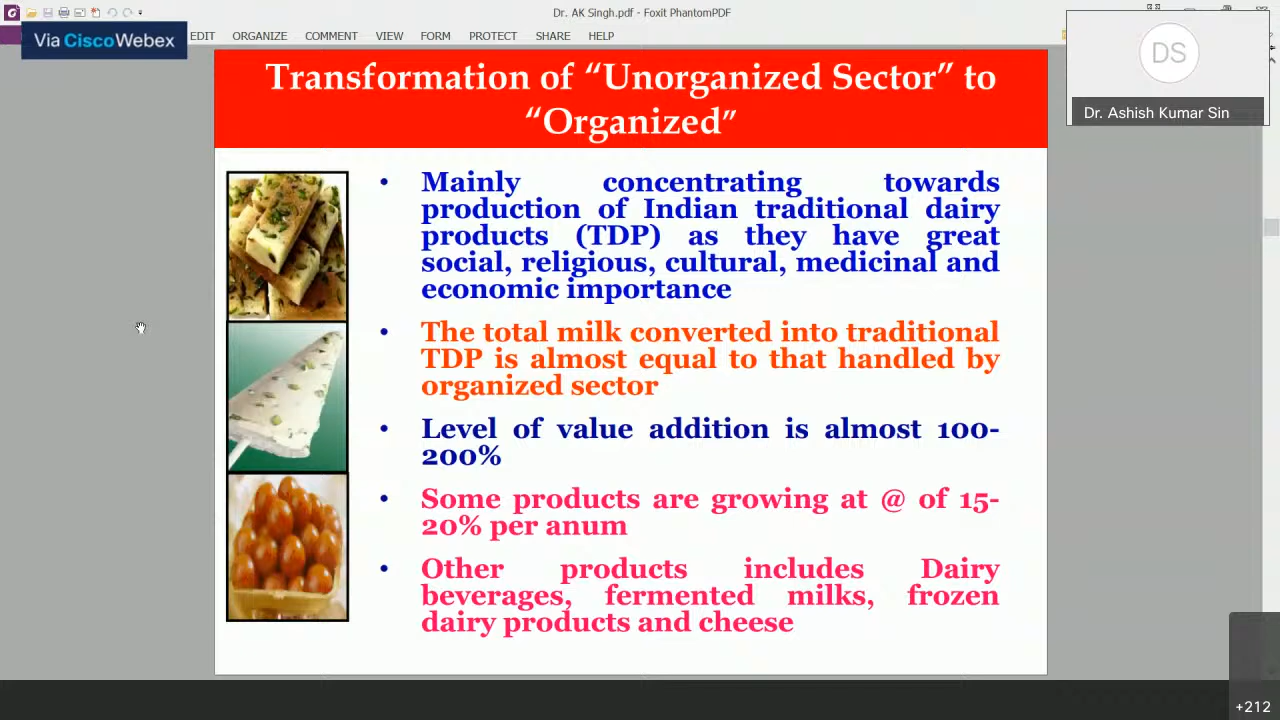 Dr. AK Singh.pdf - Foxit PhantomPDF
Via CiscoWebex
EDIT ORGANIZE COMMENT VIEW FORM PROTECT SHARE HELP
DS
Dr. Ashish Kumar Sin
Transformation of “Unorganized Sector” to
“Organized”
• Mainly concentrating towards
production of Indian traditional dairy
products (TDP) as they have great
social, religious, cultural, medicinal and
economic importance
• The total milk converted into traditional
TDP is almost equal to that handled by
organized sector
• Level of value addition is almost 100-
200%
• Some products are growing at @ of 15-
20% per anum
• Other products includes Dairy
beverages, fermented milks, frozen
dairy products and cheese
+212